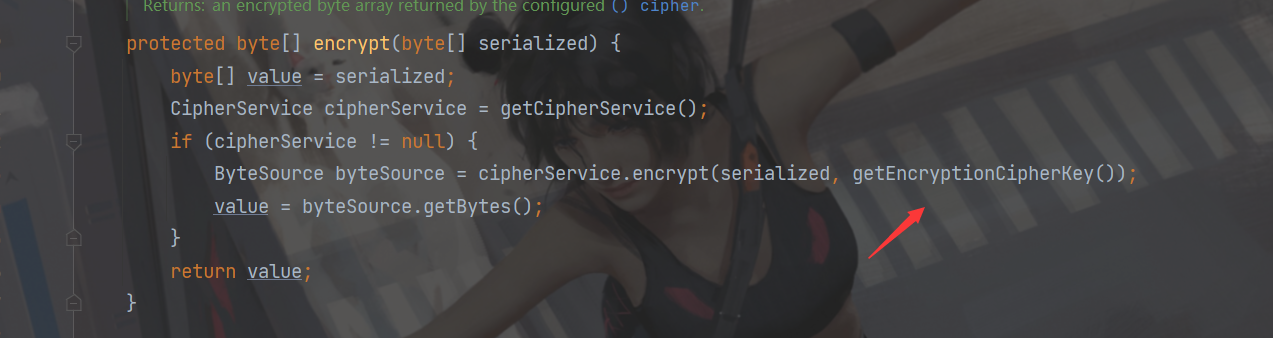 Returns: an encrypted byte array returned by the configured () cipher.
protected byte[] encrypt(byte[] serialized) {
byte[] value = serialized;
CipherService cipherService = getCipherService();
if (cipherService != null) {
ByteSource byteSource = cipherService.encrypt(serialized, getEncryptionCipherKey());
value = byteSource.getBytes();
}
return value;
}